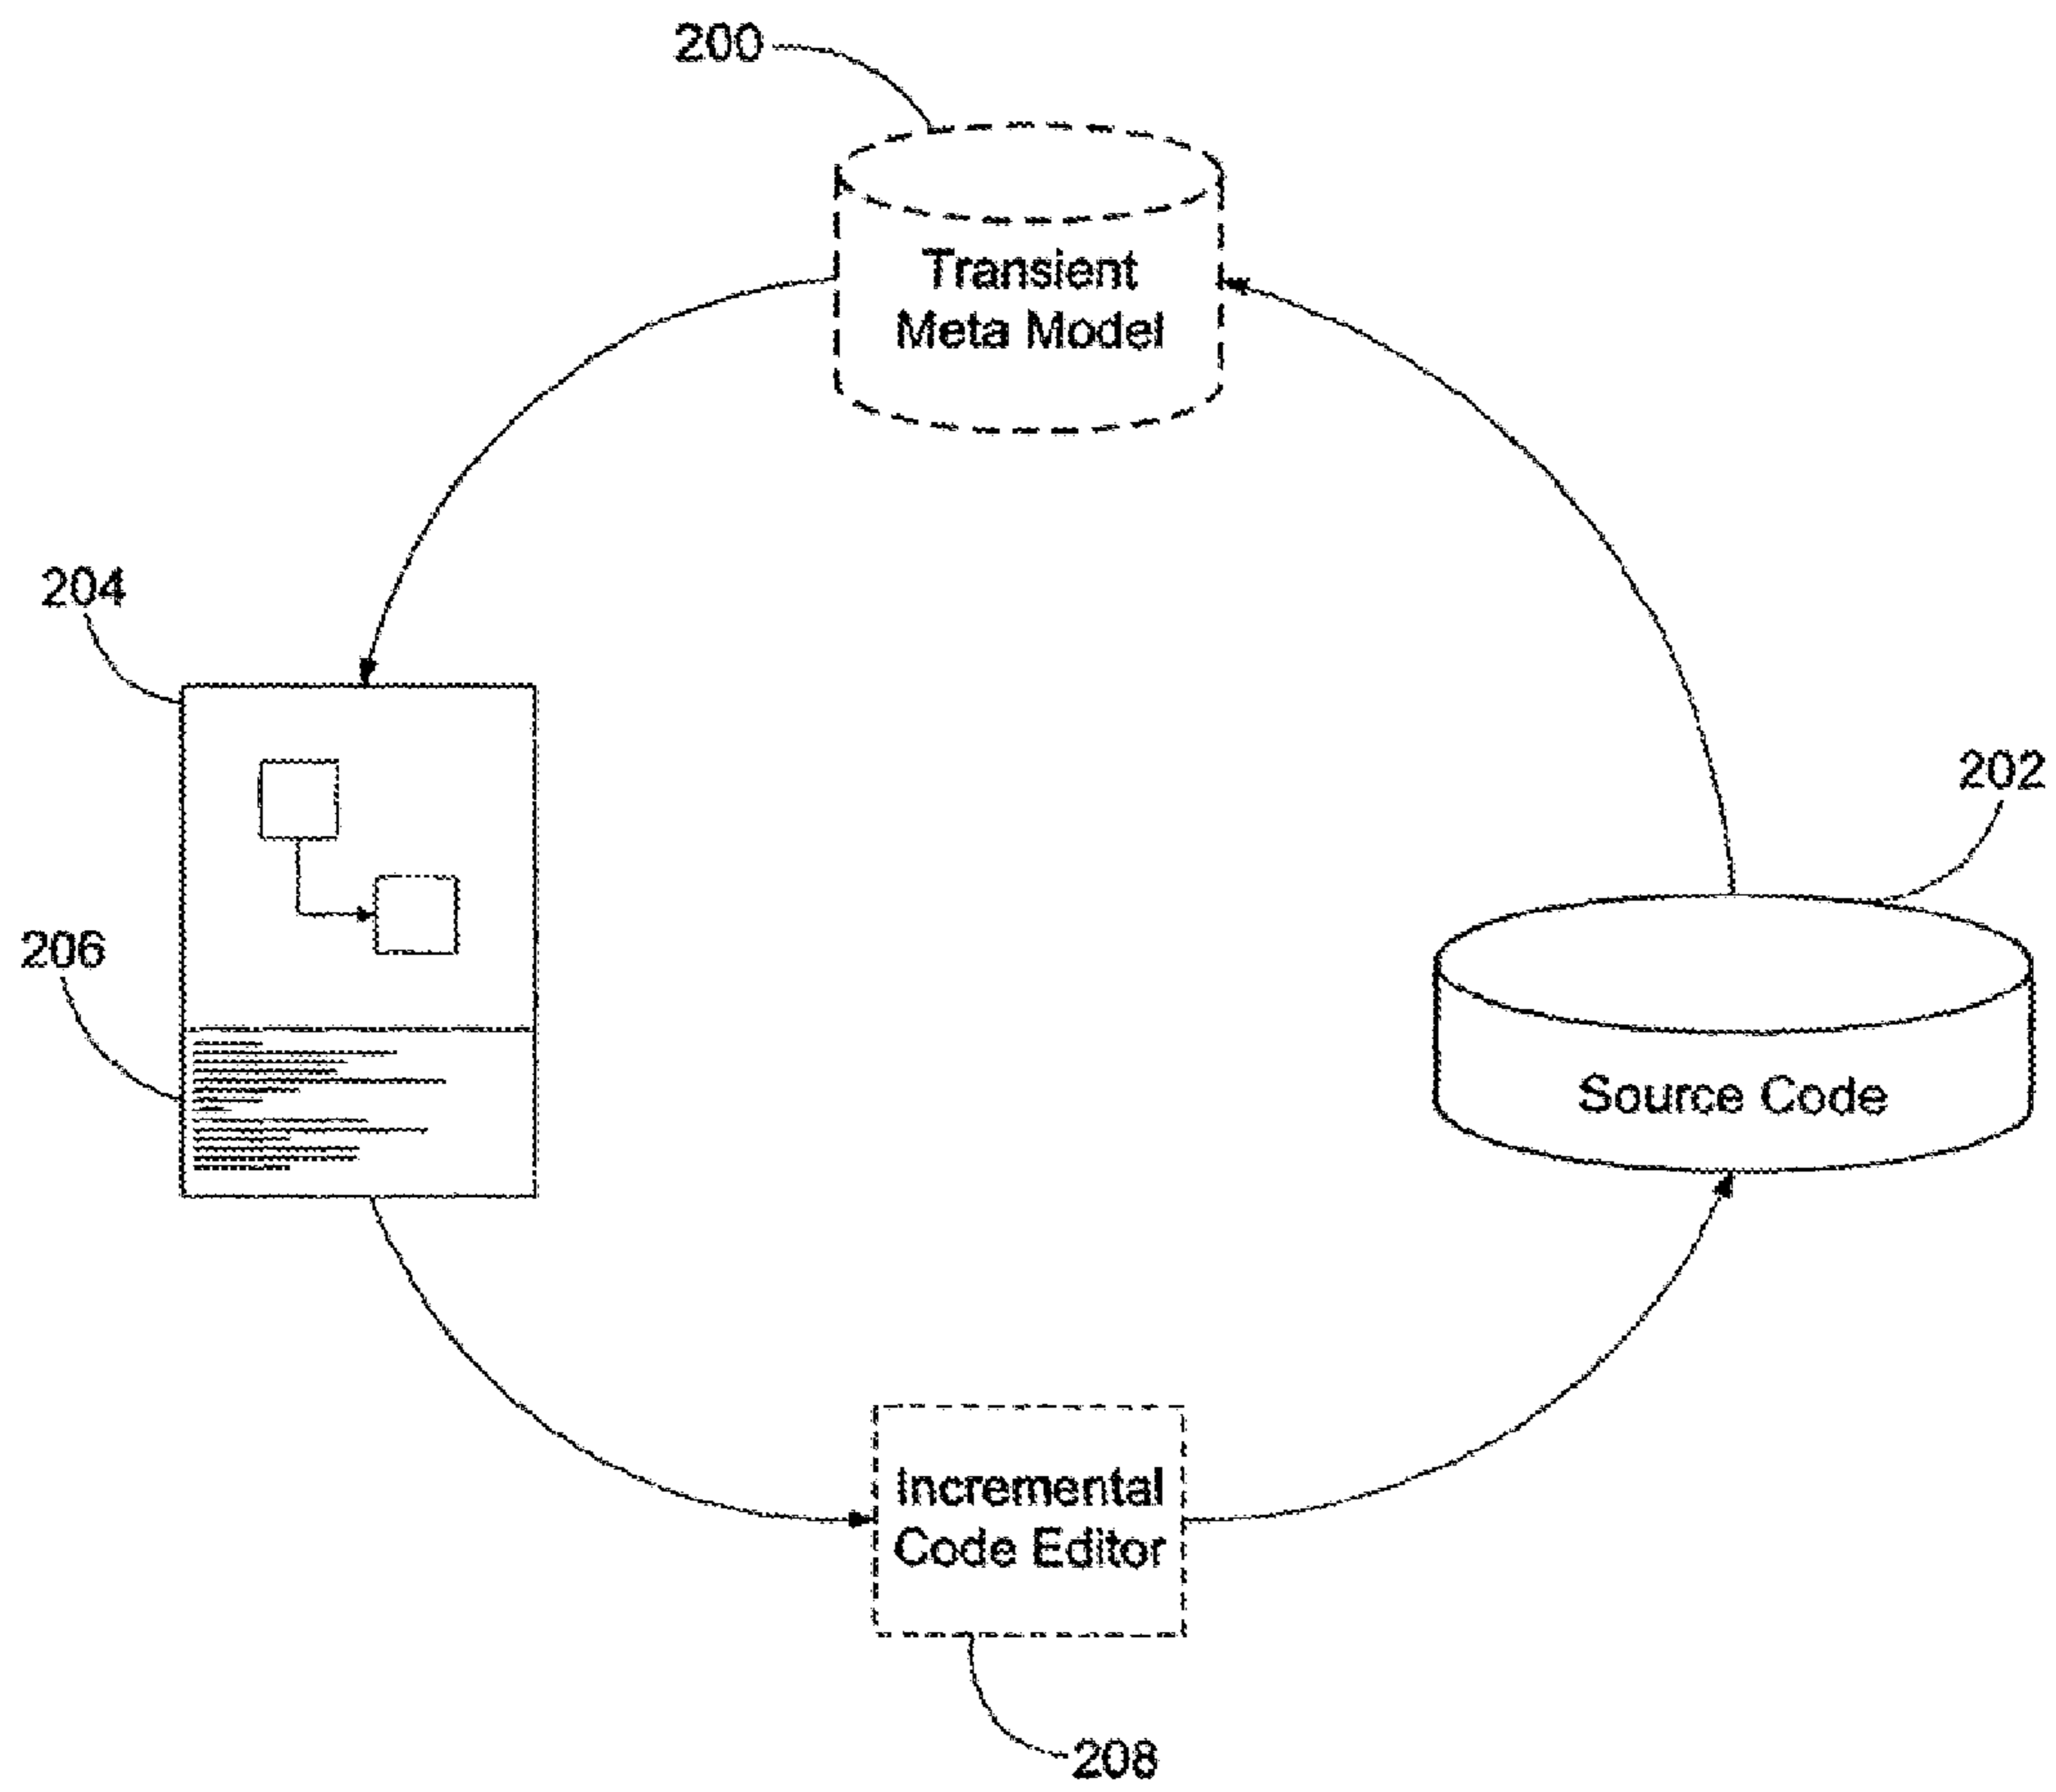 200
Transient
Meta Model
204
202
206
Source Code
Incremental
Code Editor
208